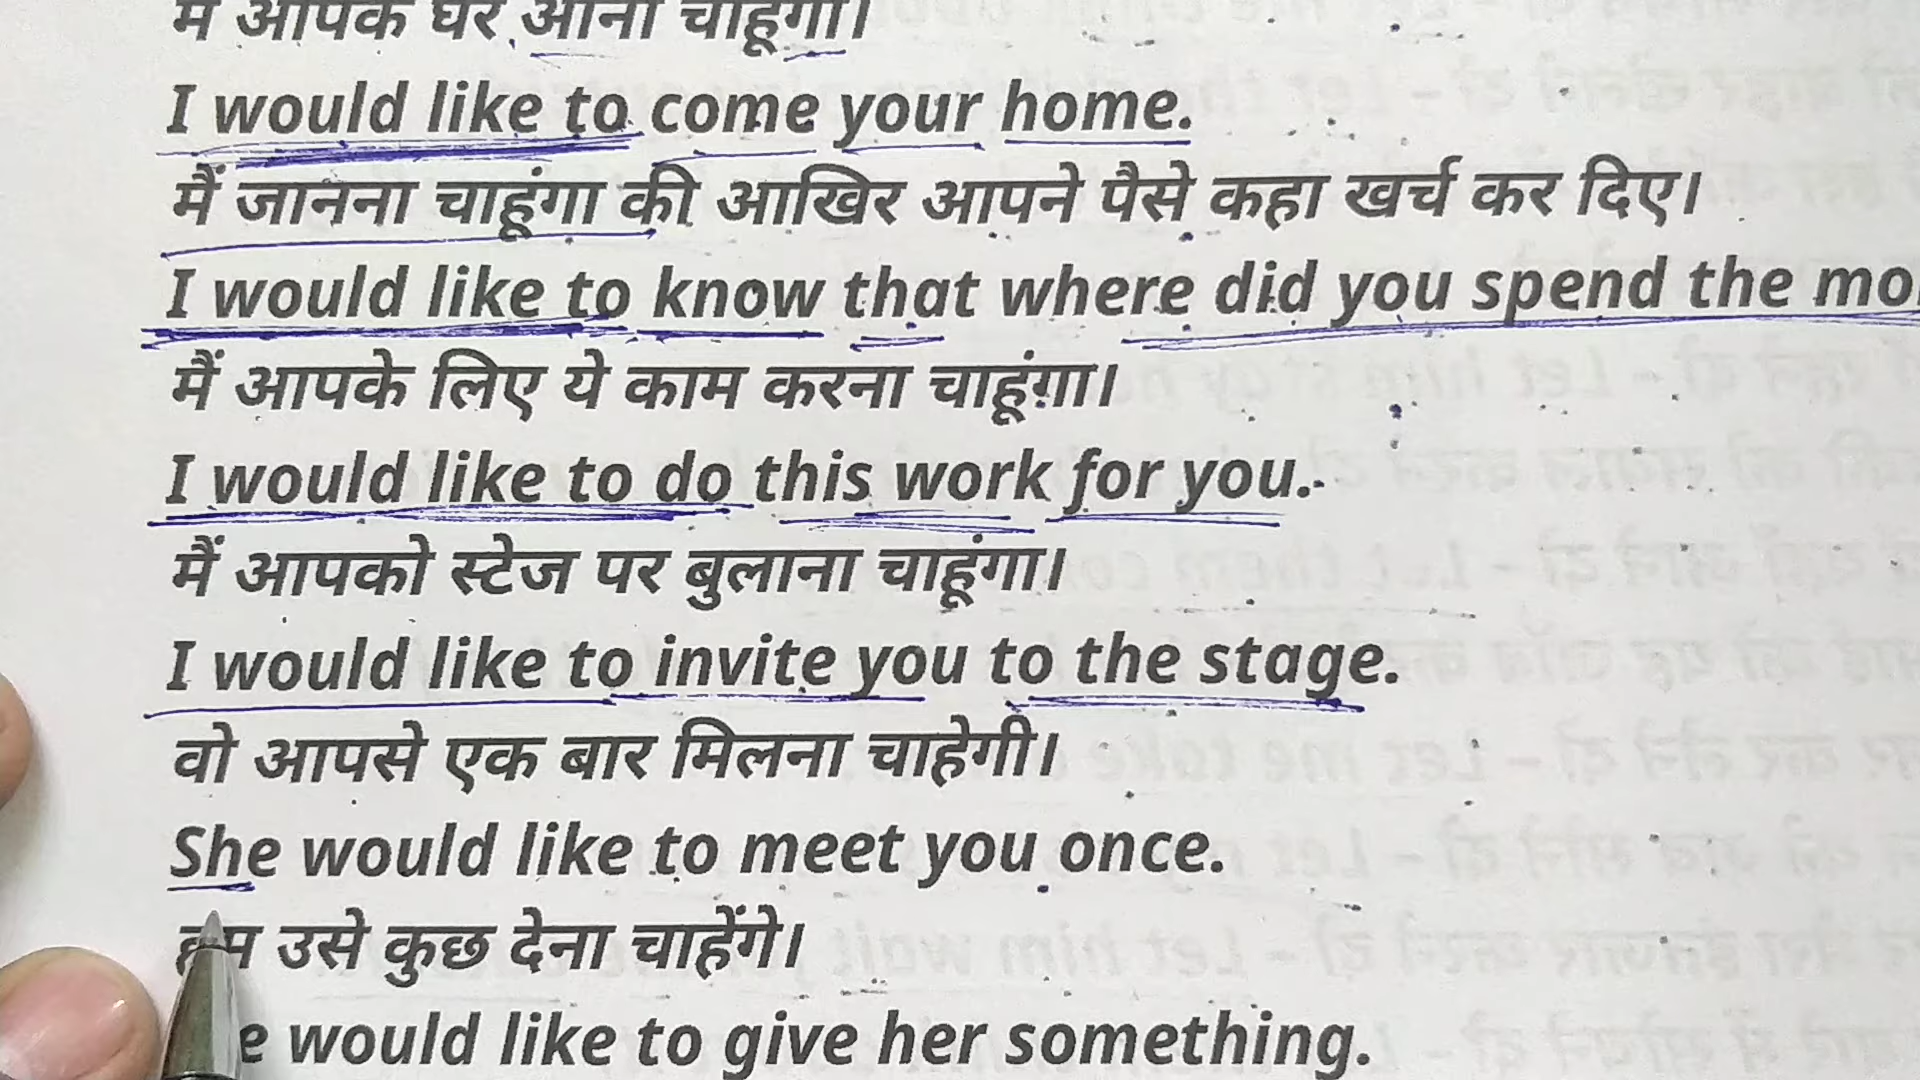 मैं आपके घर आना चाहूंगा।
I would like to come your home.
मैं जानना चाहूंगा की आखिर आपने पैसे कहा खर्च कर दिए।
I would like to know that where did you spend the
मैं आपके लिए ये काम करना चाहूंगा।
I would like to do this work for you.
मैं आपको स्टेज पर बुलाना चाहूंगा।
I would like to invite you to the stage.
वो आपसे एक बार मिलना चाहेगी।
She would like to meet you once.
हम उसे कुछ देना चाहेंगे।
would like to give her something.